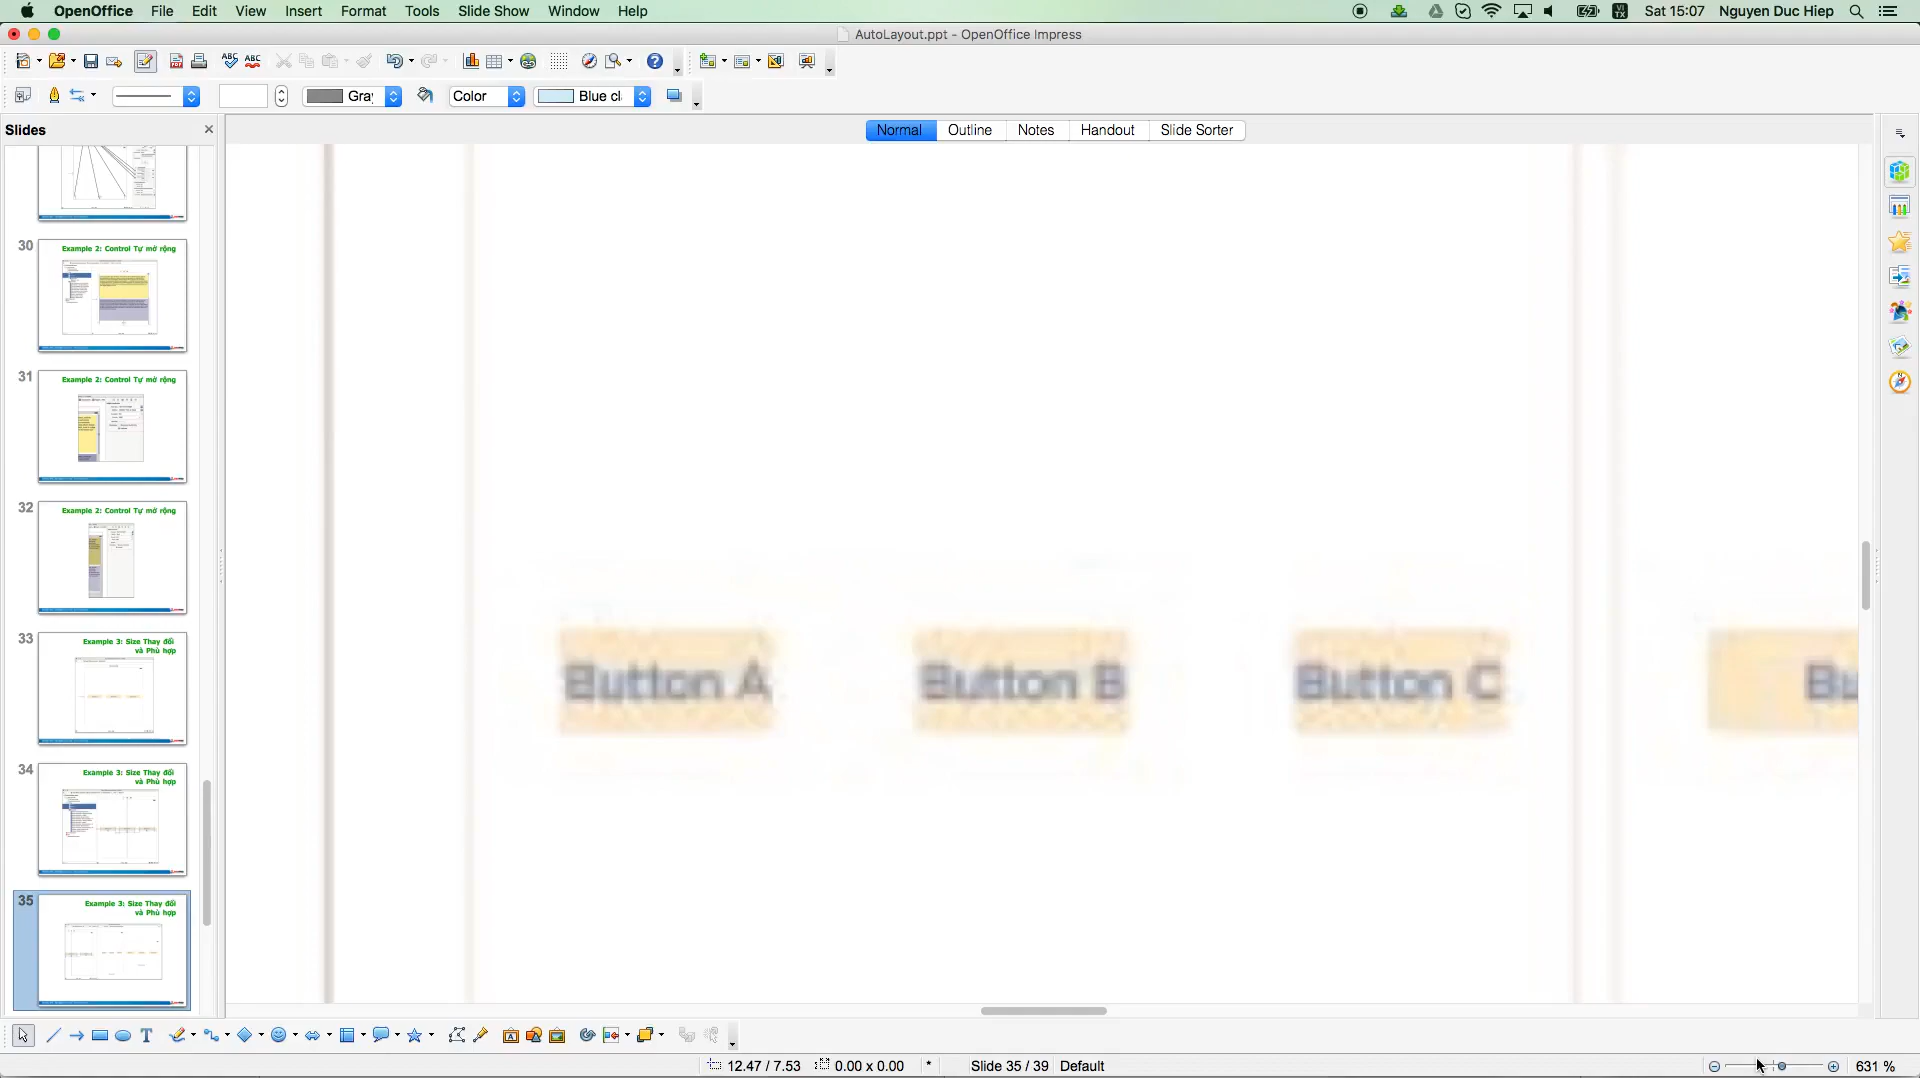 OpenOffice File Edit View Insert Format Tools Slide Show Window Help Sat 15:07 Nguyen Duc Hiep
AutoLayout.ppt - OpenOffice Impress
Color Blue cl
Slides
Normal Outline Notes Handout Slide Sorter
30
Example 2: Control Tự mở rộng
31
Example 2: Control Tự mở rộng
32
Example 2: Control Tự mở rộng
33
Example 3: Size Thay đổi
và Phù hợp
34
Example 3: Size Thay đổi
và Phù hợp
35
Example 3: Size Thay đổi
và Phù hợp
Button A Button B Button C Bu
12.47 / 7.53 0.00 x 0.00 * Slide 35 / 39 Default 631 %